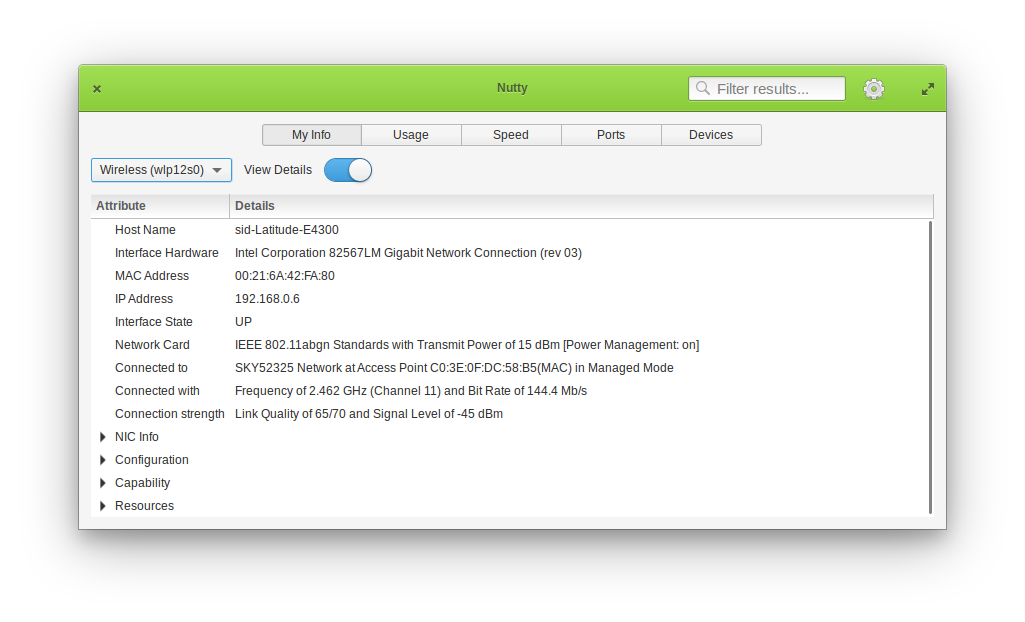 Nutty
Filter results...
My Info Usage Speed Ports Devices
Wireless (wlp12s0) View Details
Attribute Details
Host Name sid-Latitude-E4300
Interface Hardware Intel Corporation 82567LM Gigabit Network Connection (rev 03)
MAC Address 00:21:6A:42:FA:80
IP Address 192.168.0.6
Interface State UP
Network Card IEEE 802.11abgn Standards with Transmit Power of 15 dBm [Power Management: on]
Connected to SKY52325 Network at Access Point C0:3E:0F:DC:58:B5(MAC) in Managed Mode
Connected with Frequency of 2.462 GHz (Channel 11) and Bit Rate of 144.4 Mb/s
Connection strength Link Quality of 65/70 and Signal Level of -45 dBm
NIC Info
Configuration
Capability
Resources